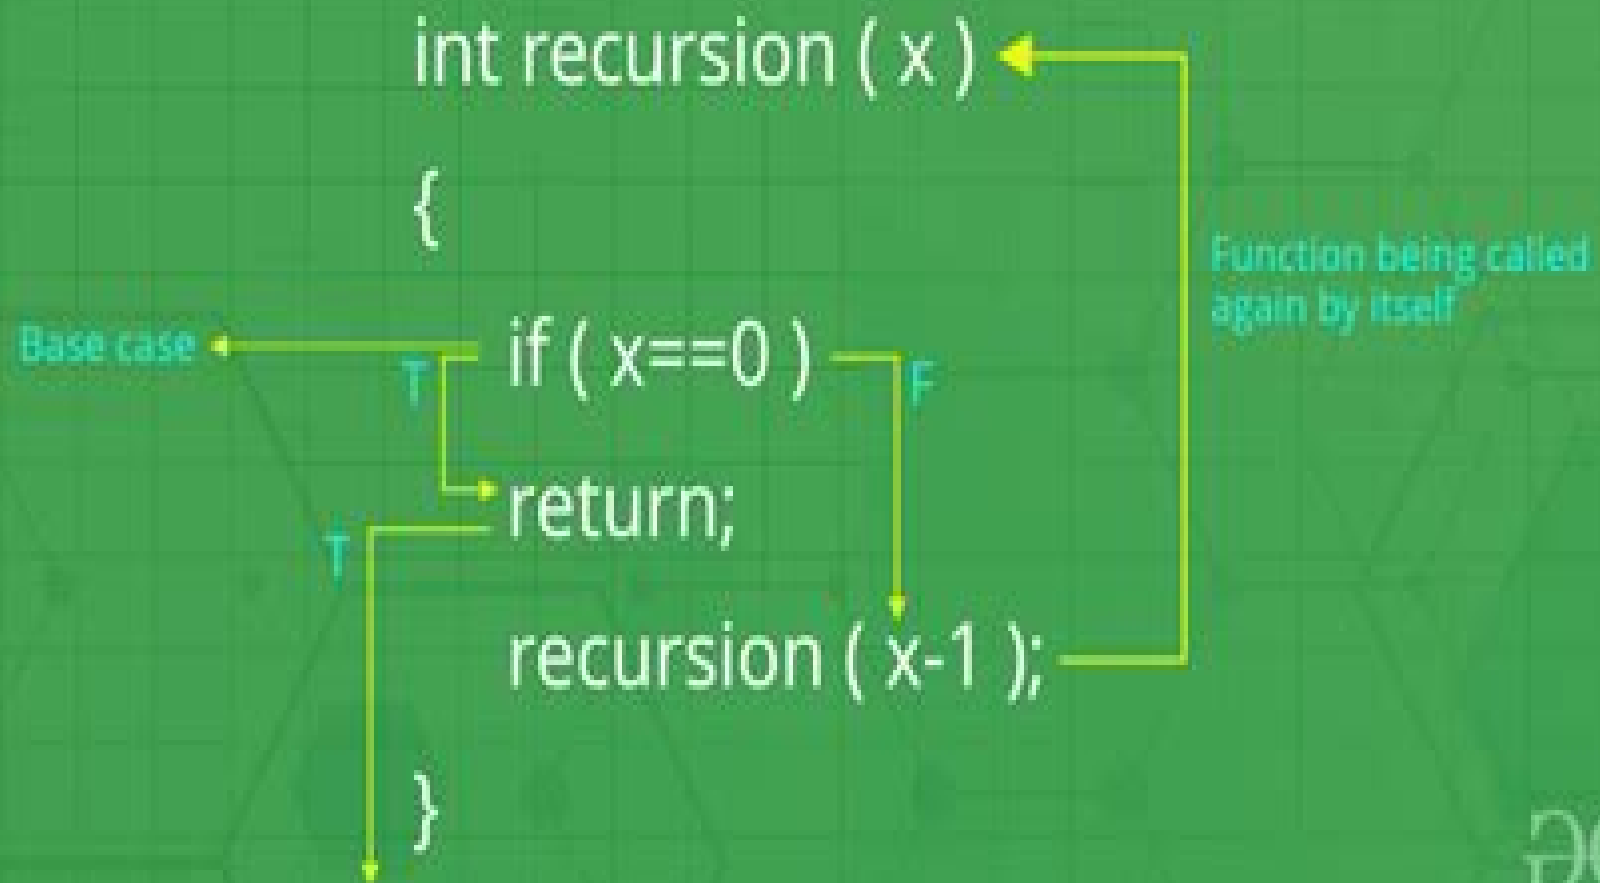 int recursion ( x )
{
Function being called
again by itself
Base case
T
if ( x==0 )
F
return;
T
recursion ( x-1 );
}